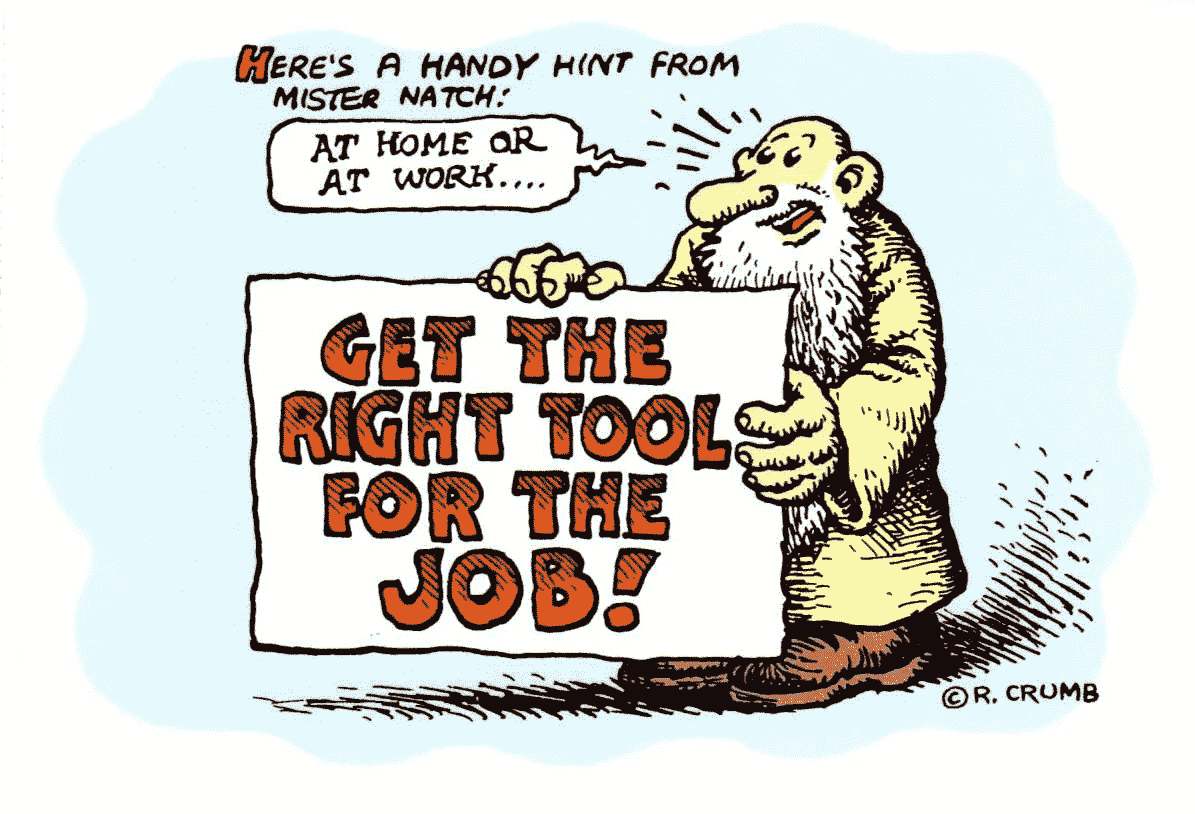 HERE'S A HANDY HINT FROM
MISTER NATCH:
AT HOME OR
AT WORK....
GET THE
RIGHT TOOL
FOR THE
JOB!
© R. CRUMB